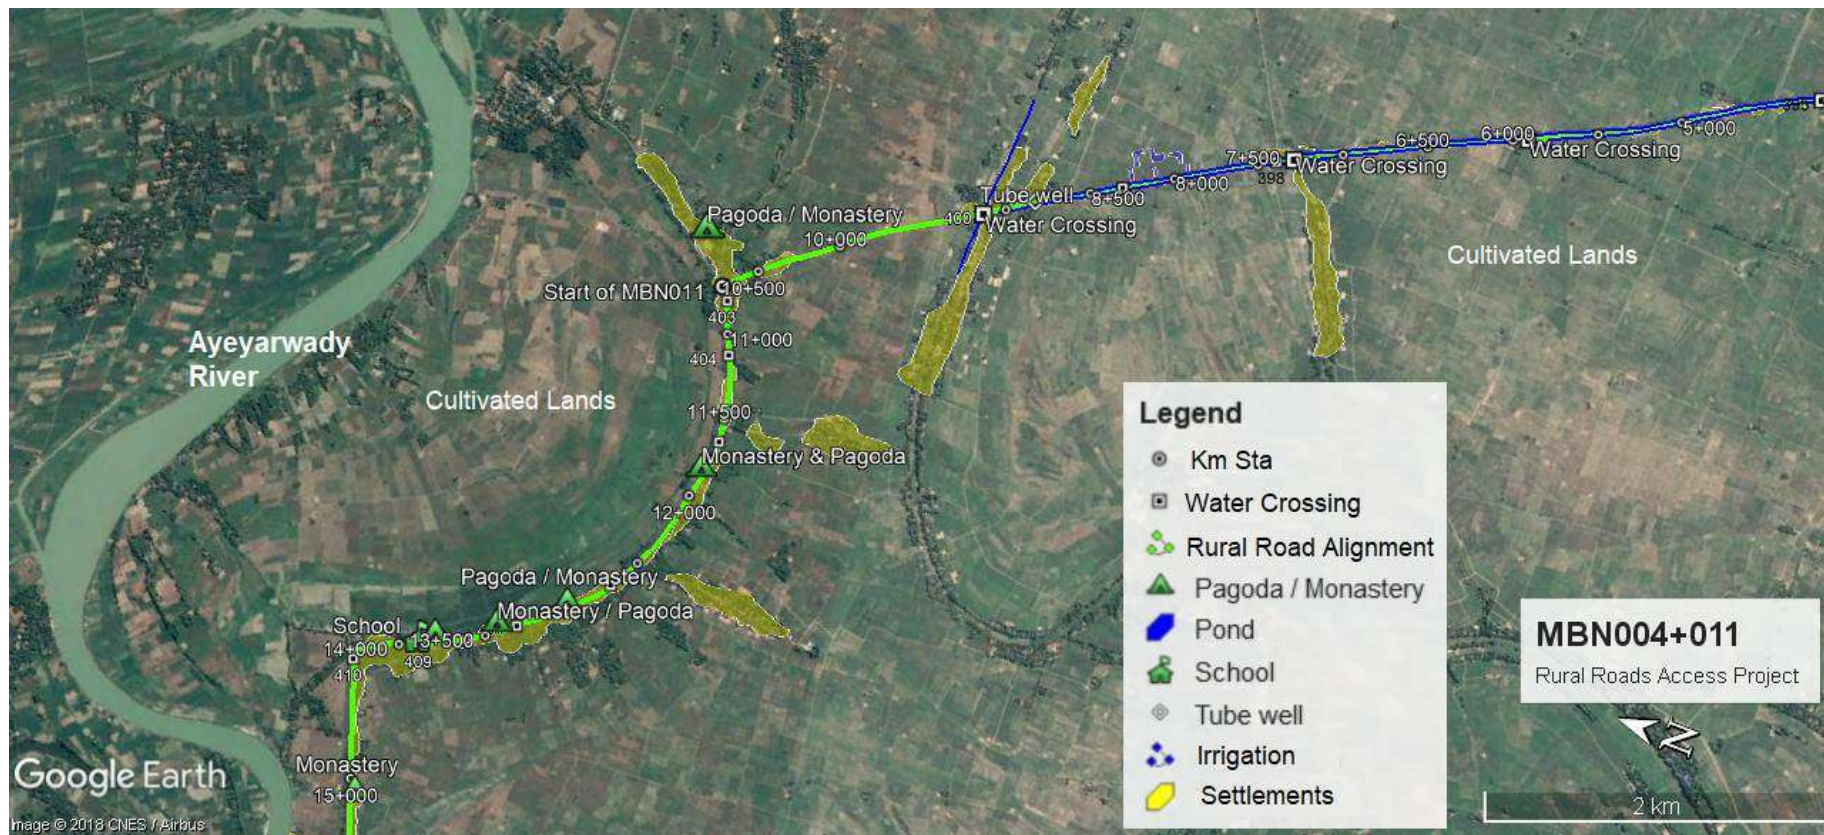 5+000
6+000
6+500
Water Crossing
7+500
Water Crossing
398
8+000
8+500
Tube well
400
Water Crossing
Pagoda / Monastery
10+000
Cultivated Lands
Start of MBN011
10+500
403
11+000
404
Ayeyarwady
River
Cultivated Lands
11+500
Monastery & Pagoda
12+000
Pagoda / Monastery
Monastery / Pagoda
School
13+500
14+000
409
410
Monastery
15+000
Legend
Km Sta
Water Crossing
Rural Road Alignment
Pagoda / Monastery
Pond
School
Tube well
Irrigation
Settlements
MBN004+011
Rural Roads Access Project
N
2 km
Google Earth
Image © 2018 CNES / Airbus